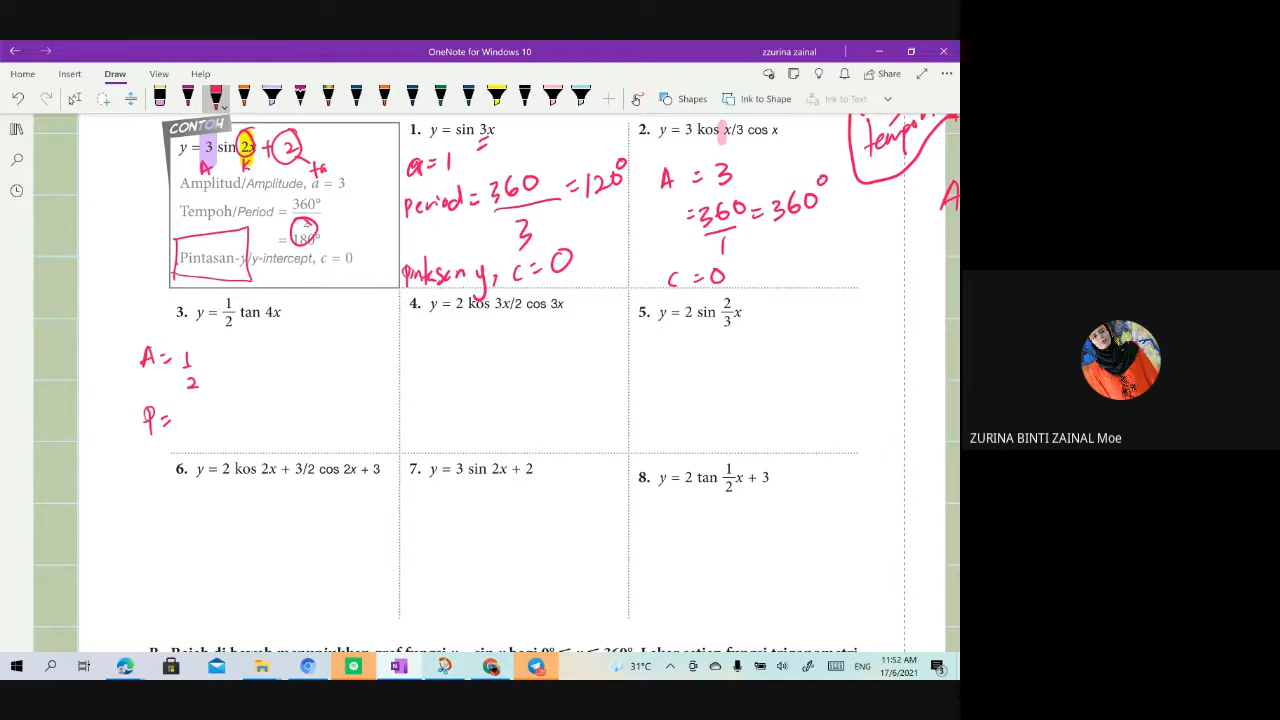 OneNote for Windows 10
zzurina zainal
Home Insert Draw View Help
Share
Shapes
Ink to Shape
Ink to Text
CONTOH
y = 3 sin 2x + 2
A K +a
Amplitud/Amplitude, a = 3
Tempoh/Period = 360°
2
= 180°
Pintasan-y/y-intercept, c = 0
1. y = sin 3x
a = 1
period = 360 = 120°
3
pintasan y, c = 0
2. y = 3 kos x/3 cos x
A = 3
= 360 = 360°
1
c = 0
tempoh
A
3. y = 1/2 tan 4x
A = 1
2
P =
4. y = 2 kos 3x/2 cos 3x
5. y = 2 sin 2/3 x
6. y = 2 kos 2x + 3/2 cos 2x + 3
7. y = 3 sin 2x + 2
8. y = 2 tan 1/2 x + 3
ZURINA BINTI ZAINAL Moe
31°C
ENG
11:52 AM
17/6/2021